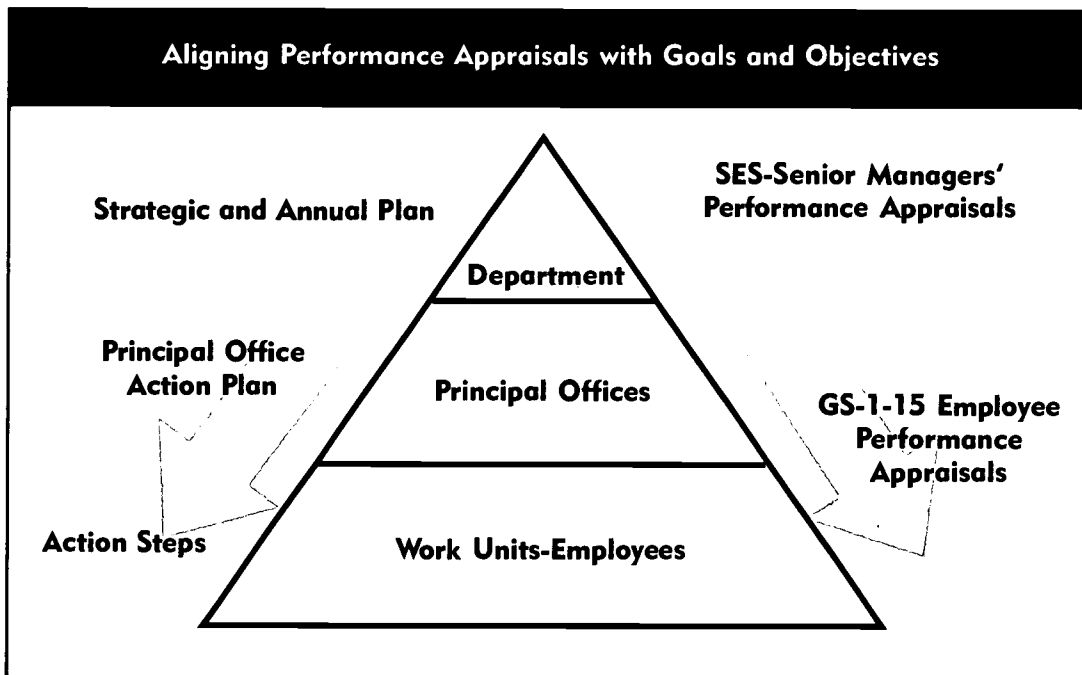 Aligning Performance Appraisals with Goals and Objectives
Strategic and Annual Plan
SES-Senior Managers'
Performance Appraisals
Department
Principal Office
Action Plan
Principal Offices
GS-1-15 Employee
Performance
Appraisals
Action Steps
Work Units-Employees